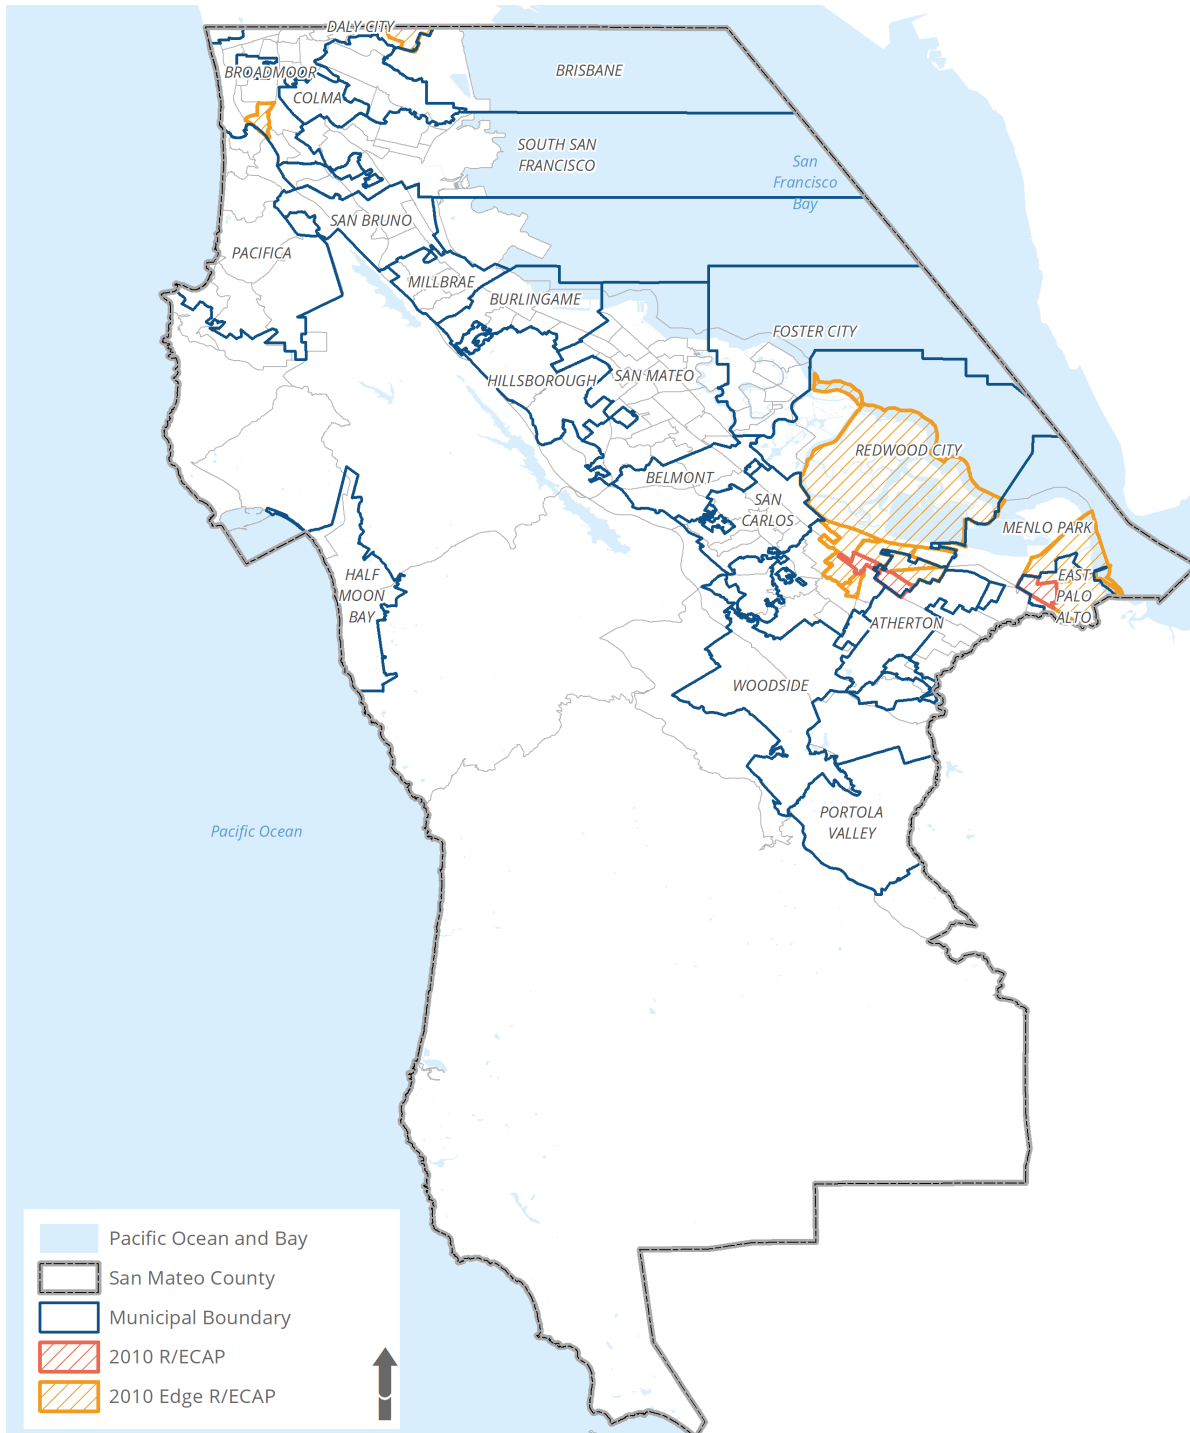 DALY CITY
BROADMOOR
BRISBANE
COLMA
SOUTH SAN
FRANCISCO
San
Francisco
Bay
SAN BRUNO
PACIFICA
MILLBRAE
BURLINGAME
FOSTER CITY
HILLSBOROUGH
SAN MATEO
REDWOOD CITY
BELMONT
SAN
CARLOS
MENLO PARK
HALF
MOON
BAY
EAST
PALO
ALTO
ATHERTON
WOODSIDE
PORTOLA
VALLEY
Pacific Ocean
Pacific Ocean and Bay
San Mateo County
Municipal Boundary
2010 R/ECAP
2010 Edge R/ECAP